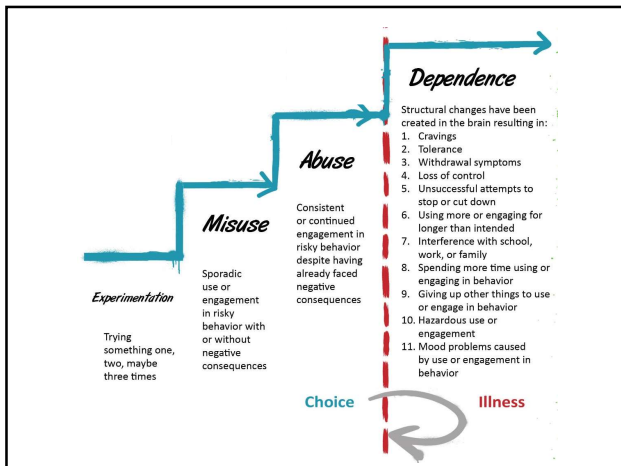 Experimentation
Trying
something one,
two, maybe
three times
Misuse
Sporadic
use or
engagement
in risky
behavior with
or without
negative
consequences
Abuse
Consistent
or continued
engagement in
risky behavior
despite having
already faced
negative
consequences
Dependence
Structural changes have been
created in the brain resulting in:
1. Cravings
2. Tolerance
3. Withdrawal symptoms
4. Loss of control
5. Unsuccessful attempts to
stop or cut down
6. Using more or engaging for
longer than intended
7. Interference with school,
work, or family
8. Spending more time using or
engaging in behavior
9. Giving up other things to use
or engage in behavior
10. Hazardous use or
engagement
11. Mood problems caused
by use or engagement in
behavior
Choice
Illness